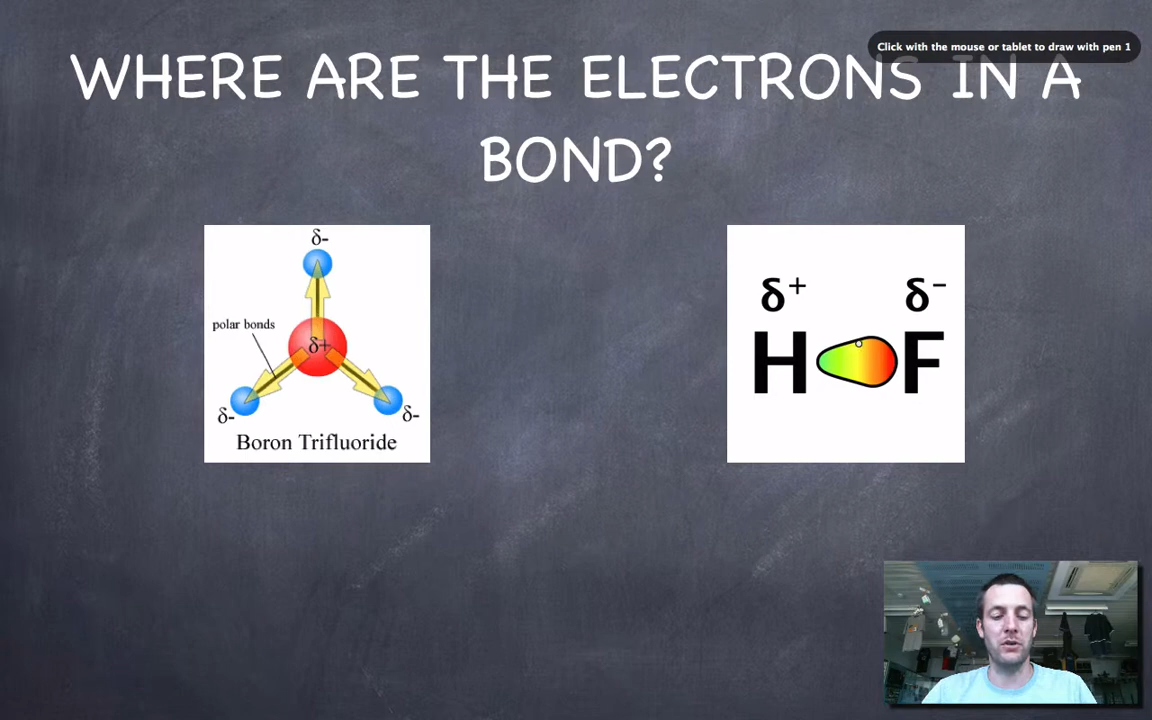 Click with the mouse or tablet to draw with pen 1
WHERE ARE THE ELECTRONS IN A
BOND?
δ-
polar bonds
δ+
δ-
δ-
Boron Trifluoride
δ+ δ−
H F